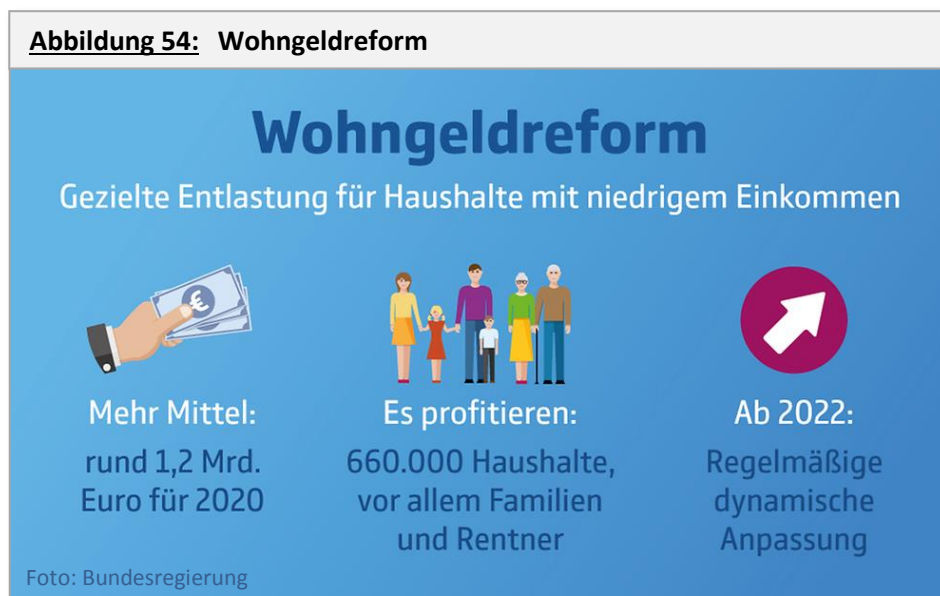 Abbildung 54: Wohngeldreform
Wohngeldreform
Gezielte Entlastung für Haushalte mit niedrigem Einkommen
€
Mehr Mittel:
rund 1,2 Mrd.
Euro für 2020
Es profitieren:
660.000 Haushalte,
vor allem Familien
und Rentner
Ab 2022:
Regelmäßige
dynamische
Anpassung
Foto: Bundesregierung